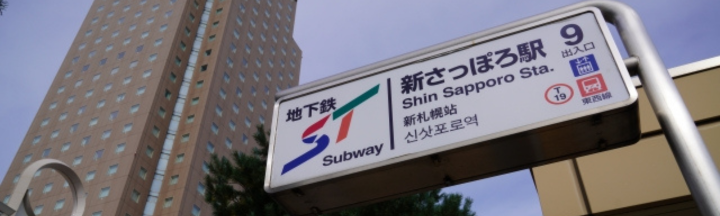 地下鉄
ST
Subway
新さっぽろ駅
Shin Sapporo Sta.
新札幌站
신삿포로역
9
出入口
T
19
東西線